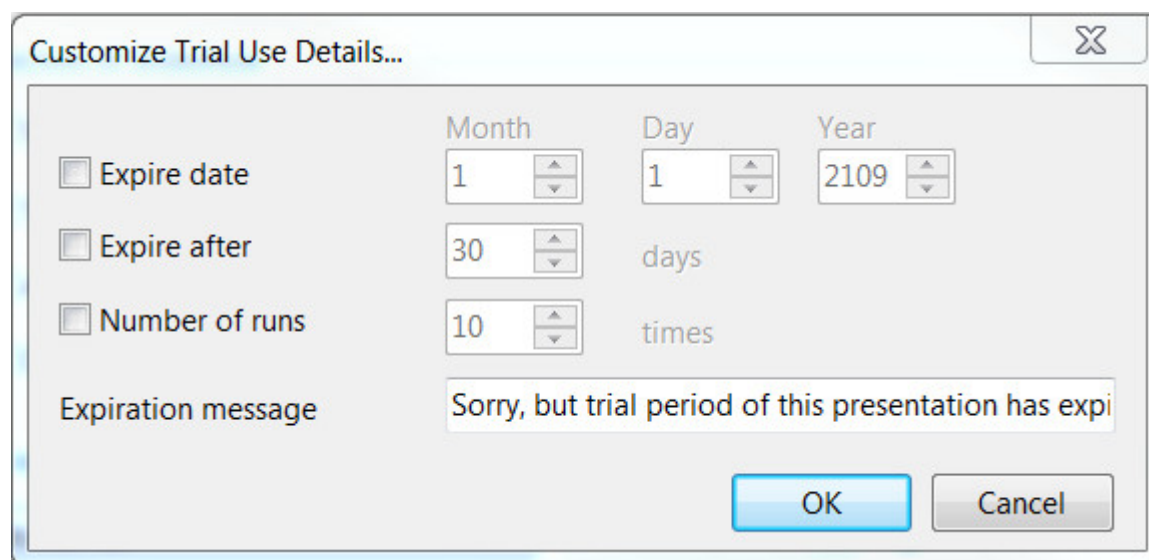 Customize Trial Use Details...
Month Day Year
Expire date 1 1 2109
Expire after 30 days
Number of runs 10 times
Expiration message Sorry, but trial period of this presentation has expi
OK Cancel